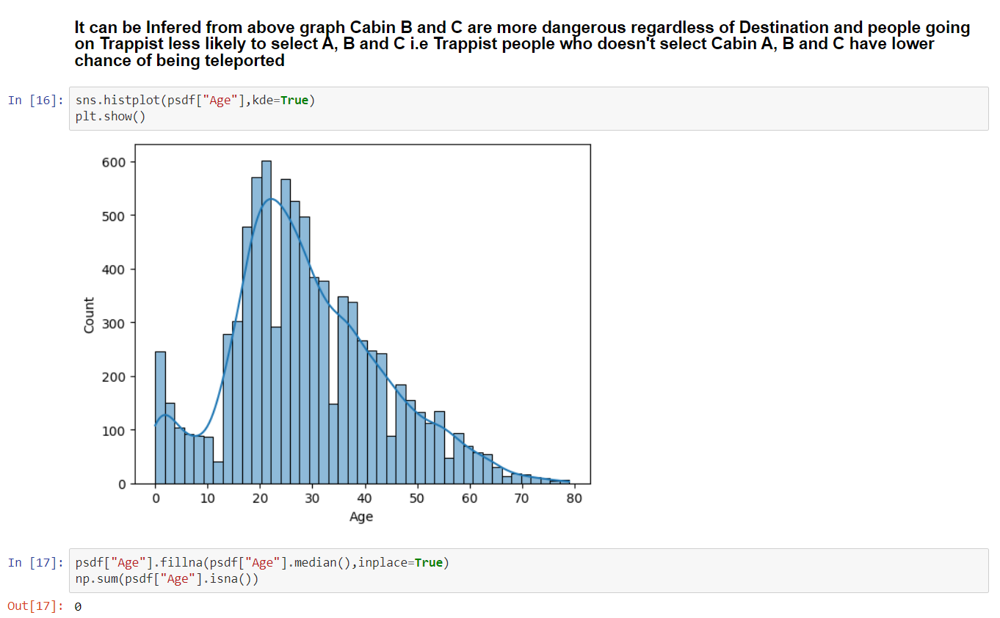 It can be Infered from above graph Cabin B and C are more dangerous regardless of Destination and people going
on Trappist less likely to select A, B and C i.e Trappist people who doesn't select Cabin A, B and C have lower
chance of being teleported
In [16]: sns.histplot(psdf["Age"],kde=True)
plt.show()
600
500
400
300
200
100
0
Count
0 10 20 30 40 50 60 70 80
Age
In [17]: psdf["Age"].fillna(psdf["Age"].median(),inplace=True)
np.sum(psdf["Age"].isna())
Out[17]: 0